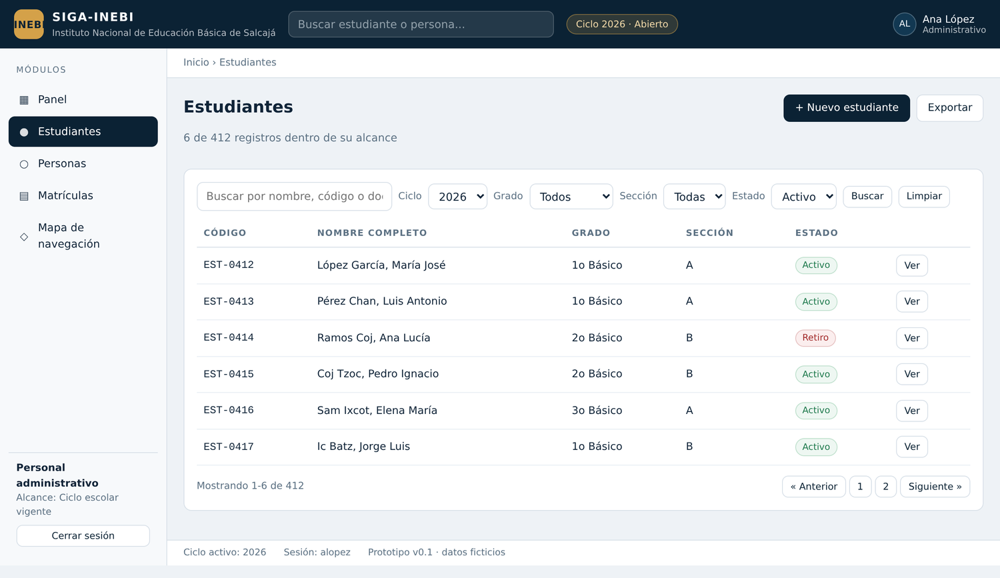 INEBI
SIGA-INEBI
Instituto Nacional de Educación Básica de Salcajá
Buscar estudiante o persona...
Ciclo 2026 · Abierto
AL
Ana López
Administrativo
MÓDULOS
Panel
Estudiantes
Personas
Matrículas
Mapa de
navegación
Personal
administrativo
Alcance: Ciclo escolar
vigente
Cerrar sesión
Inicio › Estudiantes
Estudiantes
+ Nuevo estudiante
Exportar
6 de 412 registros dentro de su alcance
Buscar por nombre, código o do
Ciclo 2026 Grado Todos Sección Todas Estado Activo Buscar Limpiar
CÓDIGO NOMBRE COMPLETO GRADO SECCIÓN ESTADO
EST-0412 López García, María José 1o Básico A Activo Ver
EST-0413 Pérez Chan, Luis Antonio 1o Básico A Activo Ver
EST-0414 Ramos Coj, Ana Lucía 2o Básico B Retiro Ver
EST-0415 Coj Tzoc, Pedro Ignacio 2o Básico B Activo Ver
EST-0416 Sam Ixcot, Elena María 3o Básico A Activo Ver
EST-0417 Ic Batz, Jorge Luis 1o Básico B Activo Ver
Mostrando 1-6 de 412
« Anterior 1 2 Siguiente »
Ciclo activo: 2026 Sesión: alopez Prototipo v0.1 · datos ficticios